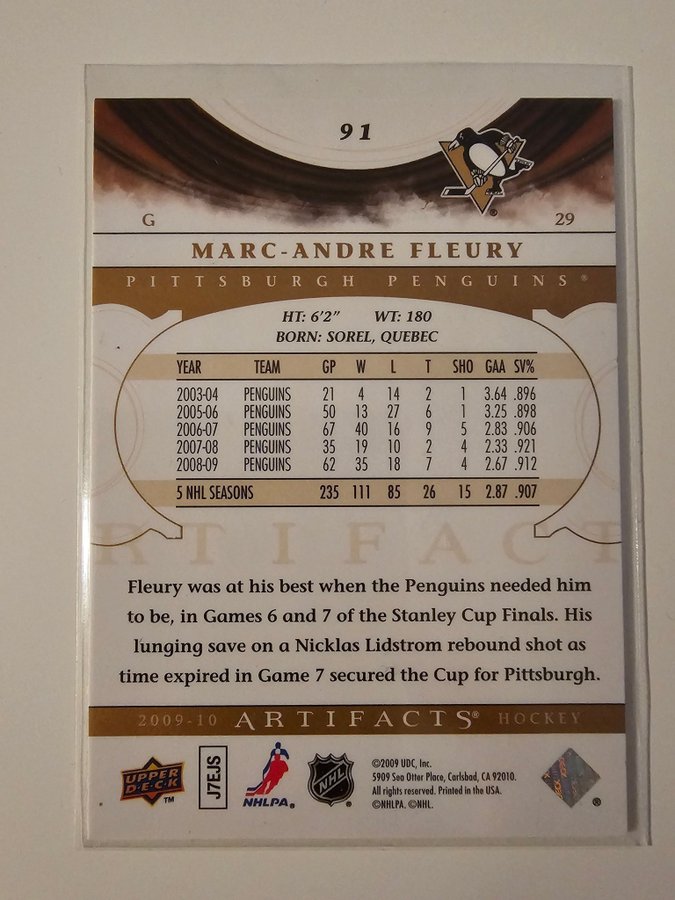 91
G 29
MARC-ANDRE FLEURY
PITTSBURGH PENGUINS®
HT: 6'2" WT: 180
BORN: SOREL, QUEBEC
YEAR TEAM GP W L T SHO GAA SV%
2003-04 PENGUINS 21 4 14 2 1 3.64 .896
2005-06 PENGUINS 50 13 27 6 1 3.25 .898
2006-07 PENGUINS 67 40 16 9 5 2.83 .906
2007-08 PENGUINS 35 19 10 2 4 2.33 .921
2008-09 PENGUINS 62 35 18 7 4 2.67 .912
5 NHL SEASONS 235 111 85 26 15 2.87 .907
ARTIFACT
Fleury was at his best when the Penguins needed him
to be, in Games 6 and 7 of the Stanley Cup Finals. His
lunging save on a Nicklas Lidstrom rebound shot as
time expired in Game 7 secured the Cup for Pittsburgh.
2009-10 ARTIFACTS® HOCKEY
UPPER
DECK
TM
J7EJS
NHLPA®
NHL
®
©2009 UDC, Inc.
5909 Sea Otter Place, Carlsbad, CA 92010.
All rights reserved. Printed in the USA.
©NHLPA. ©NHL.
®